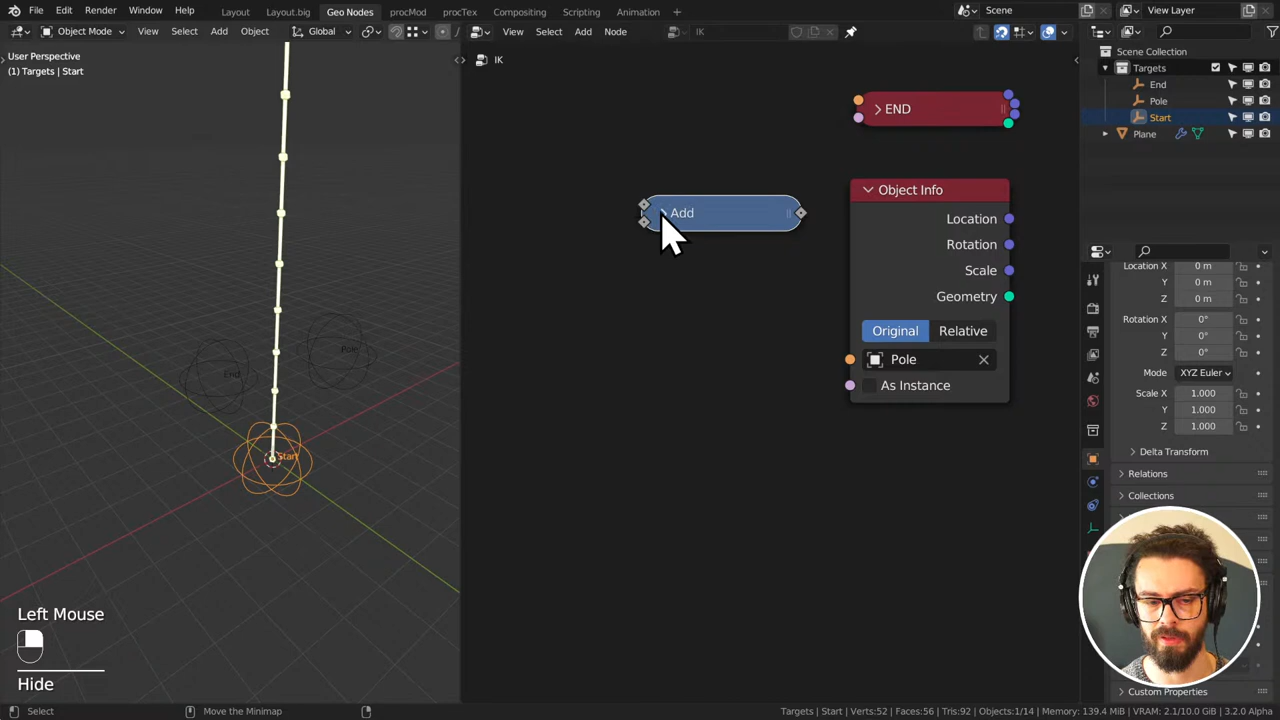 File Edit Render Window Help Layout Layout.big Geo Nodes procMod procTex Compositing Scripting Animation + Scene View Layer
Object Mode View Select Add Object Global View Select Add Node IK
User Perspective
(1) Targets | Start
IK
Scene Collection
Targets
End
Pole
Start
Plane
END
Add
Object Info
Location
Rotation
Scale
Geometry
Original Relative
Pole
As Instance
End
Pole
Start
Location X 0 m
Y 0 m
Z 0 m
Rotation X 0°
Y 0°
Z 0°
Mode XYZ Euler
Scale X 1.000
Y 1.000
Z 1.000
Delta Transform
Relations
Collections
Custom Properties
Left Mouse
Hide
Select Move the Minimap Targets | Start | Verts:52 | Faces:56 | Tris:92 | Objects:1/14 | Memory: 139.4 MiB | VRAM: 2.1/10.0 GiB | 3.2.0 Alpha